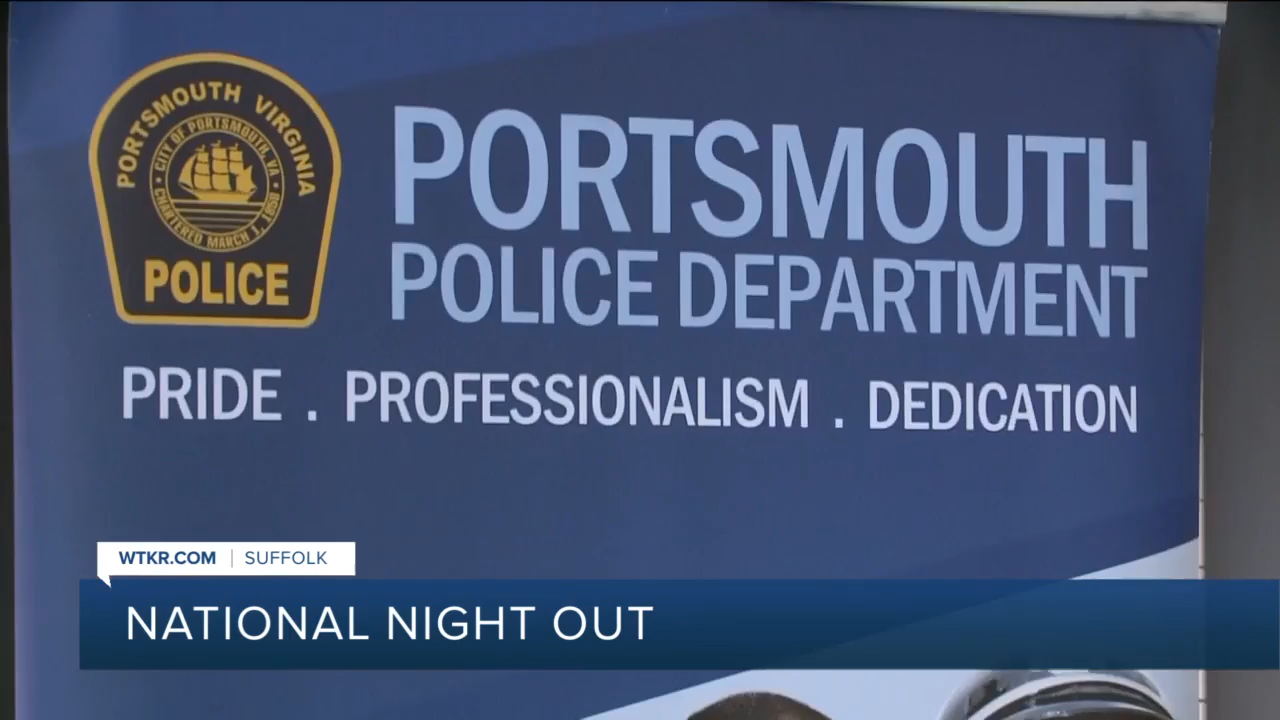 PORTSMOUTH VIRGINIA
CITY OF PORTSMOUTH, VA
CHARTERED MARCH 1, 1858
POLICE
PORTSMOUTH
POLICE DEPARTMENT
PRIDE . PROFESSIONALISM . DEDICATION
WTKR.COM | SUFFOLK
NATIONAL NIGHT OUT